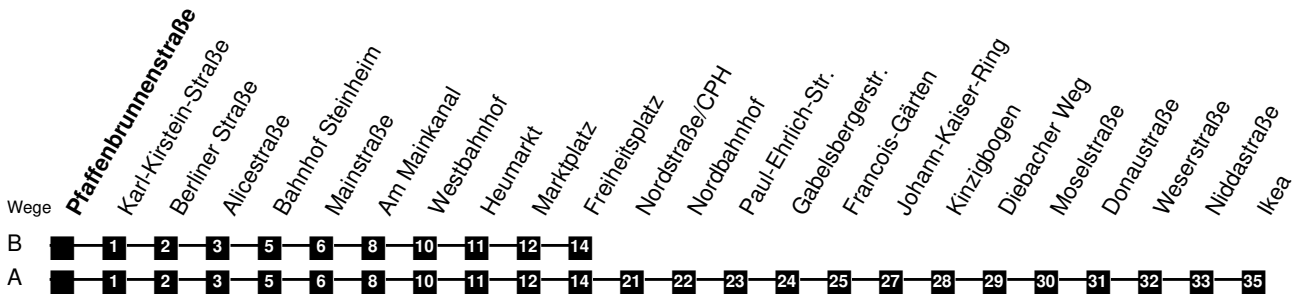 Wege
Pfaffenbrunnenstraße
Karl-Kirstein-Straße
Berliner Straße
Alicestraße
Bahnhof Steinheim
Mainstraße
Am Mainkanal
Westbahnhof
Heumarkt
Marktplatz
Freiheitsplatz
Nordstraße/CPH
Nordbahnhof
Paul-Ehrlich-Str.
Gabelsbergerstr.
Francois-Gärten
Johann-Kaiser-Ring
Kinzigbogen
Diebacher Weg
Moselstraße
Donaustraße
Weserstraße
Niddastraße
Ikea
B 1 2 3 5 6 8 10 11 12 14
A 1 2 3 5 6 8 10 11 12 14 21 22 23 24 25 27 28 29 30 31 32 33 35